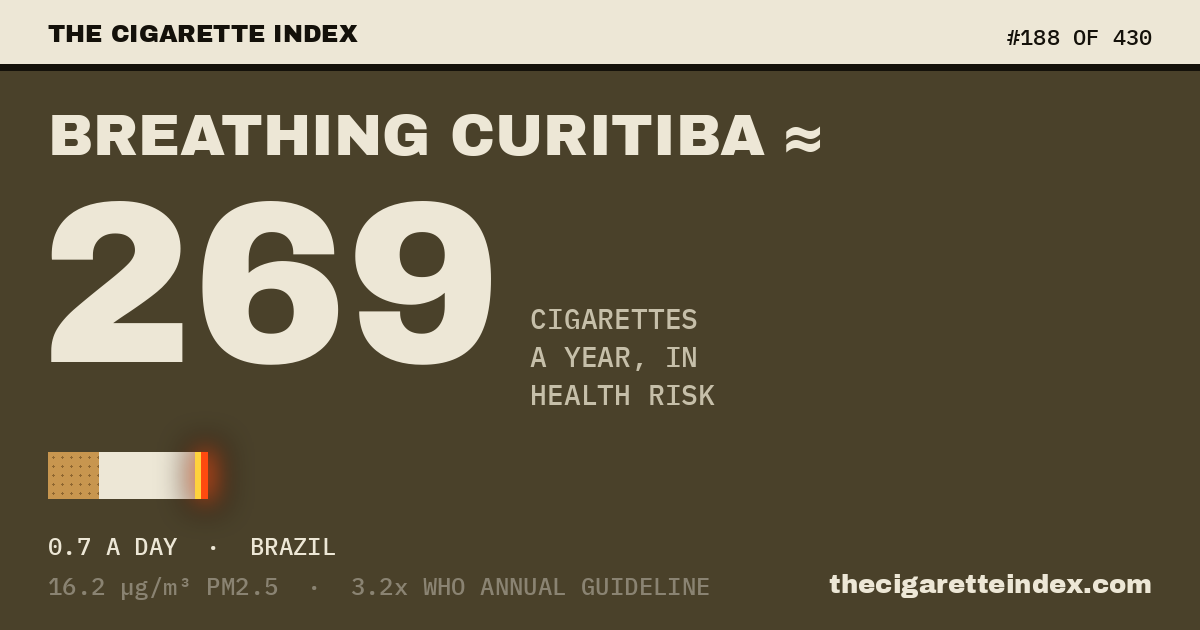 THE CIGARETTE INDEX
#188 OF 430
BREATHING CURITIBA ≈
269
CIGARETTES
A YEAR, IN
HEALTH RISK
0.7 A DAY · BRAZIL
16.2 µg/m³ PM2.5 · 3.2x WHO ANNUAL GUIDELINE
thecigaretteindex.com